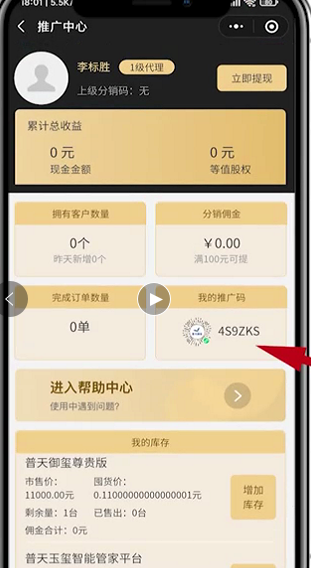 18:01 | 5.5K/
推广中心
李标胜 1级代理
立即提现
上级分销码：无
累计总收益
0 元 0 元
现金金额 等值股权
拥有客户数量 分销佣金
0个 ￥0.00
昨天新增0个 满100元可提
完成订单数量 我的推广码
0单 4S9ZKS
进入帮助中心
使用中遇到问题?
我的库存
普天御玺尊贵版
市售价： 囤货价：
11000.00元 0.11000000000000001元
增加
库存
剩余量：1台 已售出：0台
佣金合计：0元
普天玉玺智能管家平台